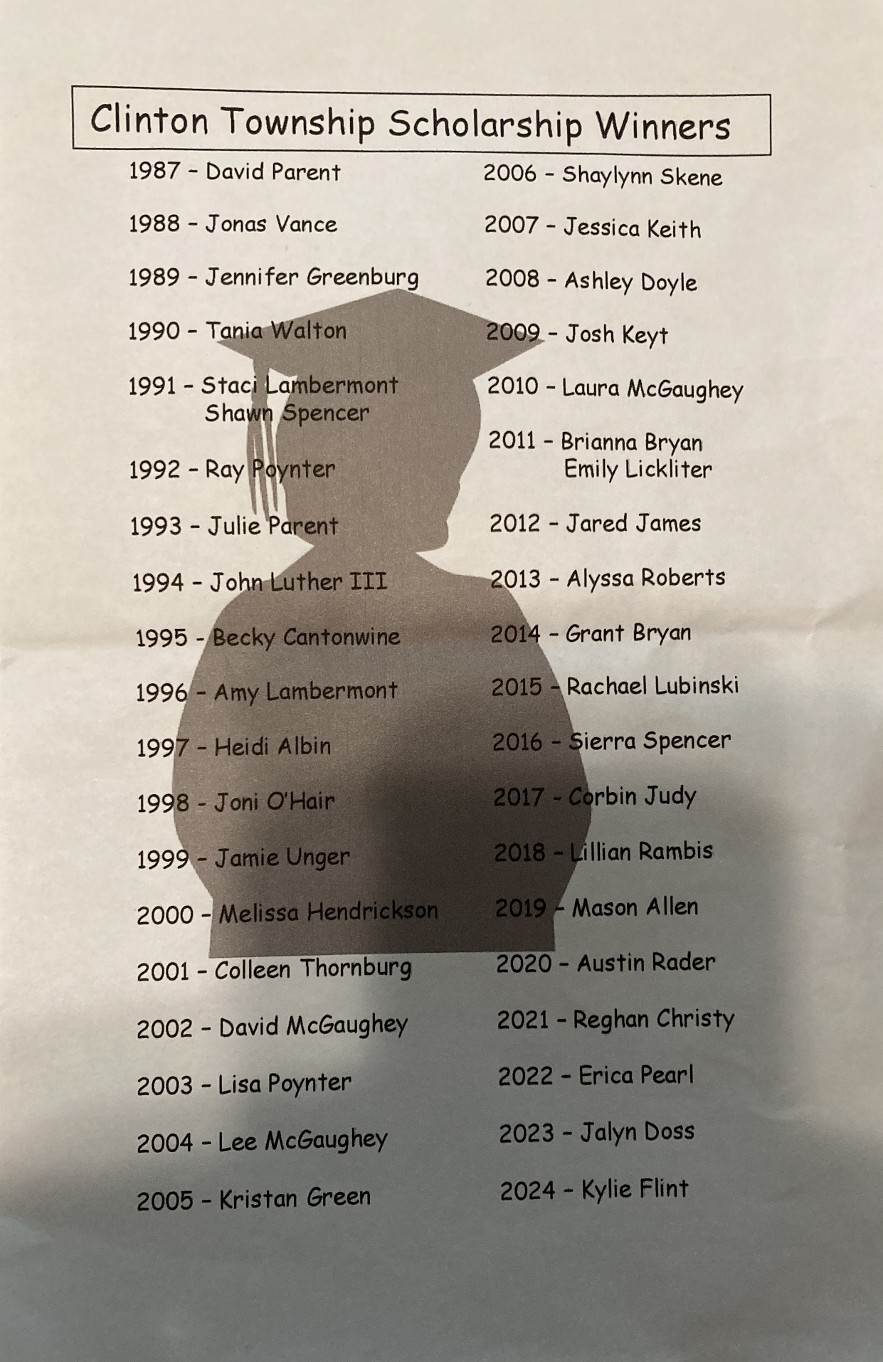 Clinton Township Scholarship Winners
1987 - David Parent
1988 - Jonas Vance
1989 - Jennifer Greenburg
1990 - Tania Walton
1991 - Staci Lambermont
Shawn Spencer
1992 - Ray Poynter
1993 - Julie Parent
1994 - John Luther III
1995 - Becky Cantonwine
1996 - Amy Lambermont
1997 - Heidi Albin
1998 - Joni O'Hair
1999 - Jamie Unger
2000 - Melissa Hendrickson
2001 - Colleen Thornburg
2002 - David McGaughey
2003 - Lisa Poynter
2004 - Lee McGaughey
2005 - Kristan Green
2006 - Shaylynn Skene
2007 - Jessica Keith
2008 - Ashley Doyle
2009 - Josh Keyt
2010 - Laura McGaughey
2011 - Brianna Bryan
Emily Lickliter
2012 - Jared James
2013 - Alyssa Roberts
2014 - Grant Bryan
2015 - Rachael Lubinski
2016 - Sierra Spencer
2017 - Corbin Judy
2018 - Lillian Rambis
2019 - Mason Allen
2020 - Austin Rader
2021 - Reghan Christy
2022 - Erica Pearl
2023 - Jalyn Doss
2024 - Kylie Flint